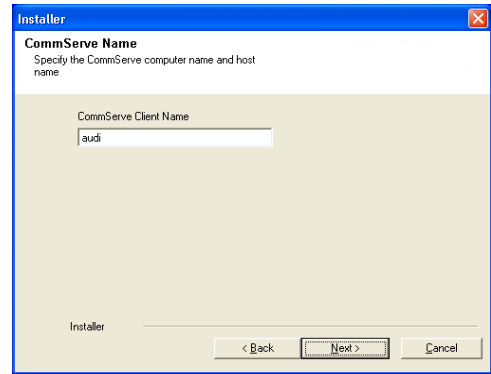 Installer
CommServe Name
Specify the CommServe computer name and host
name
CommServe Client Name
audi
Installer
< Back Next > Cancel